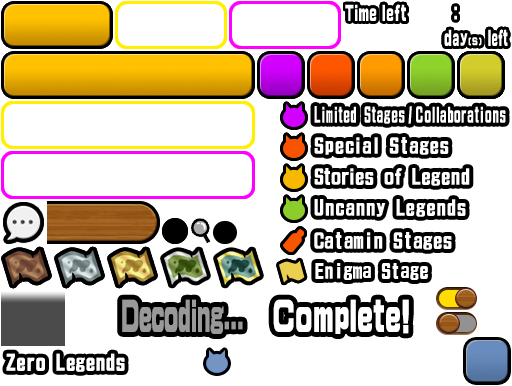 Time left :
day(s) left
Limited Stages/Collaborations
Special Stages
Stories of Legend
Uncanny Legends
Catamin Stages
Enigma Stage
Decoding... Complete!
Zero Legends